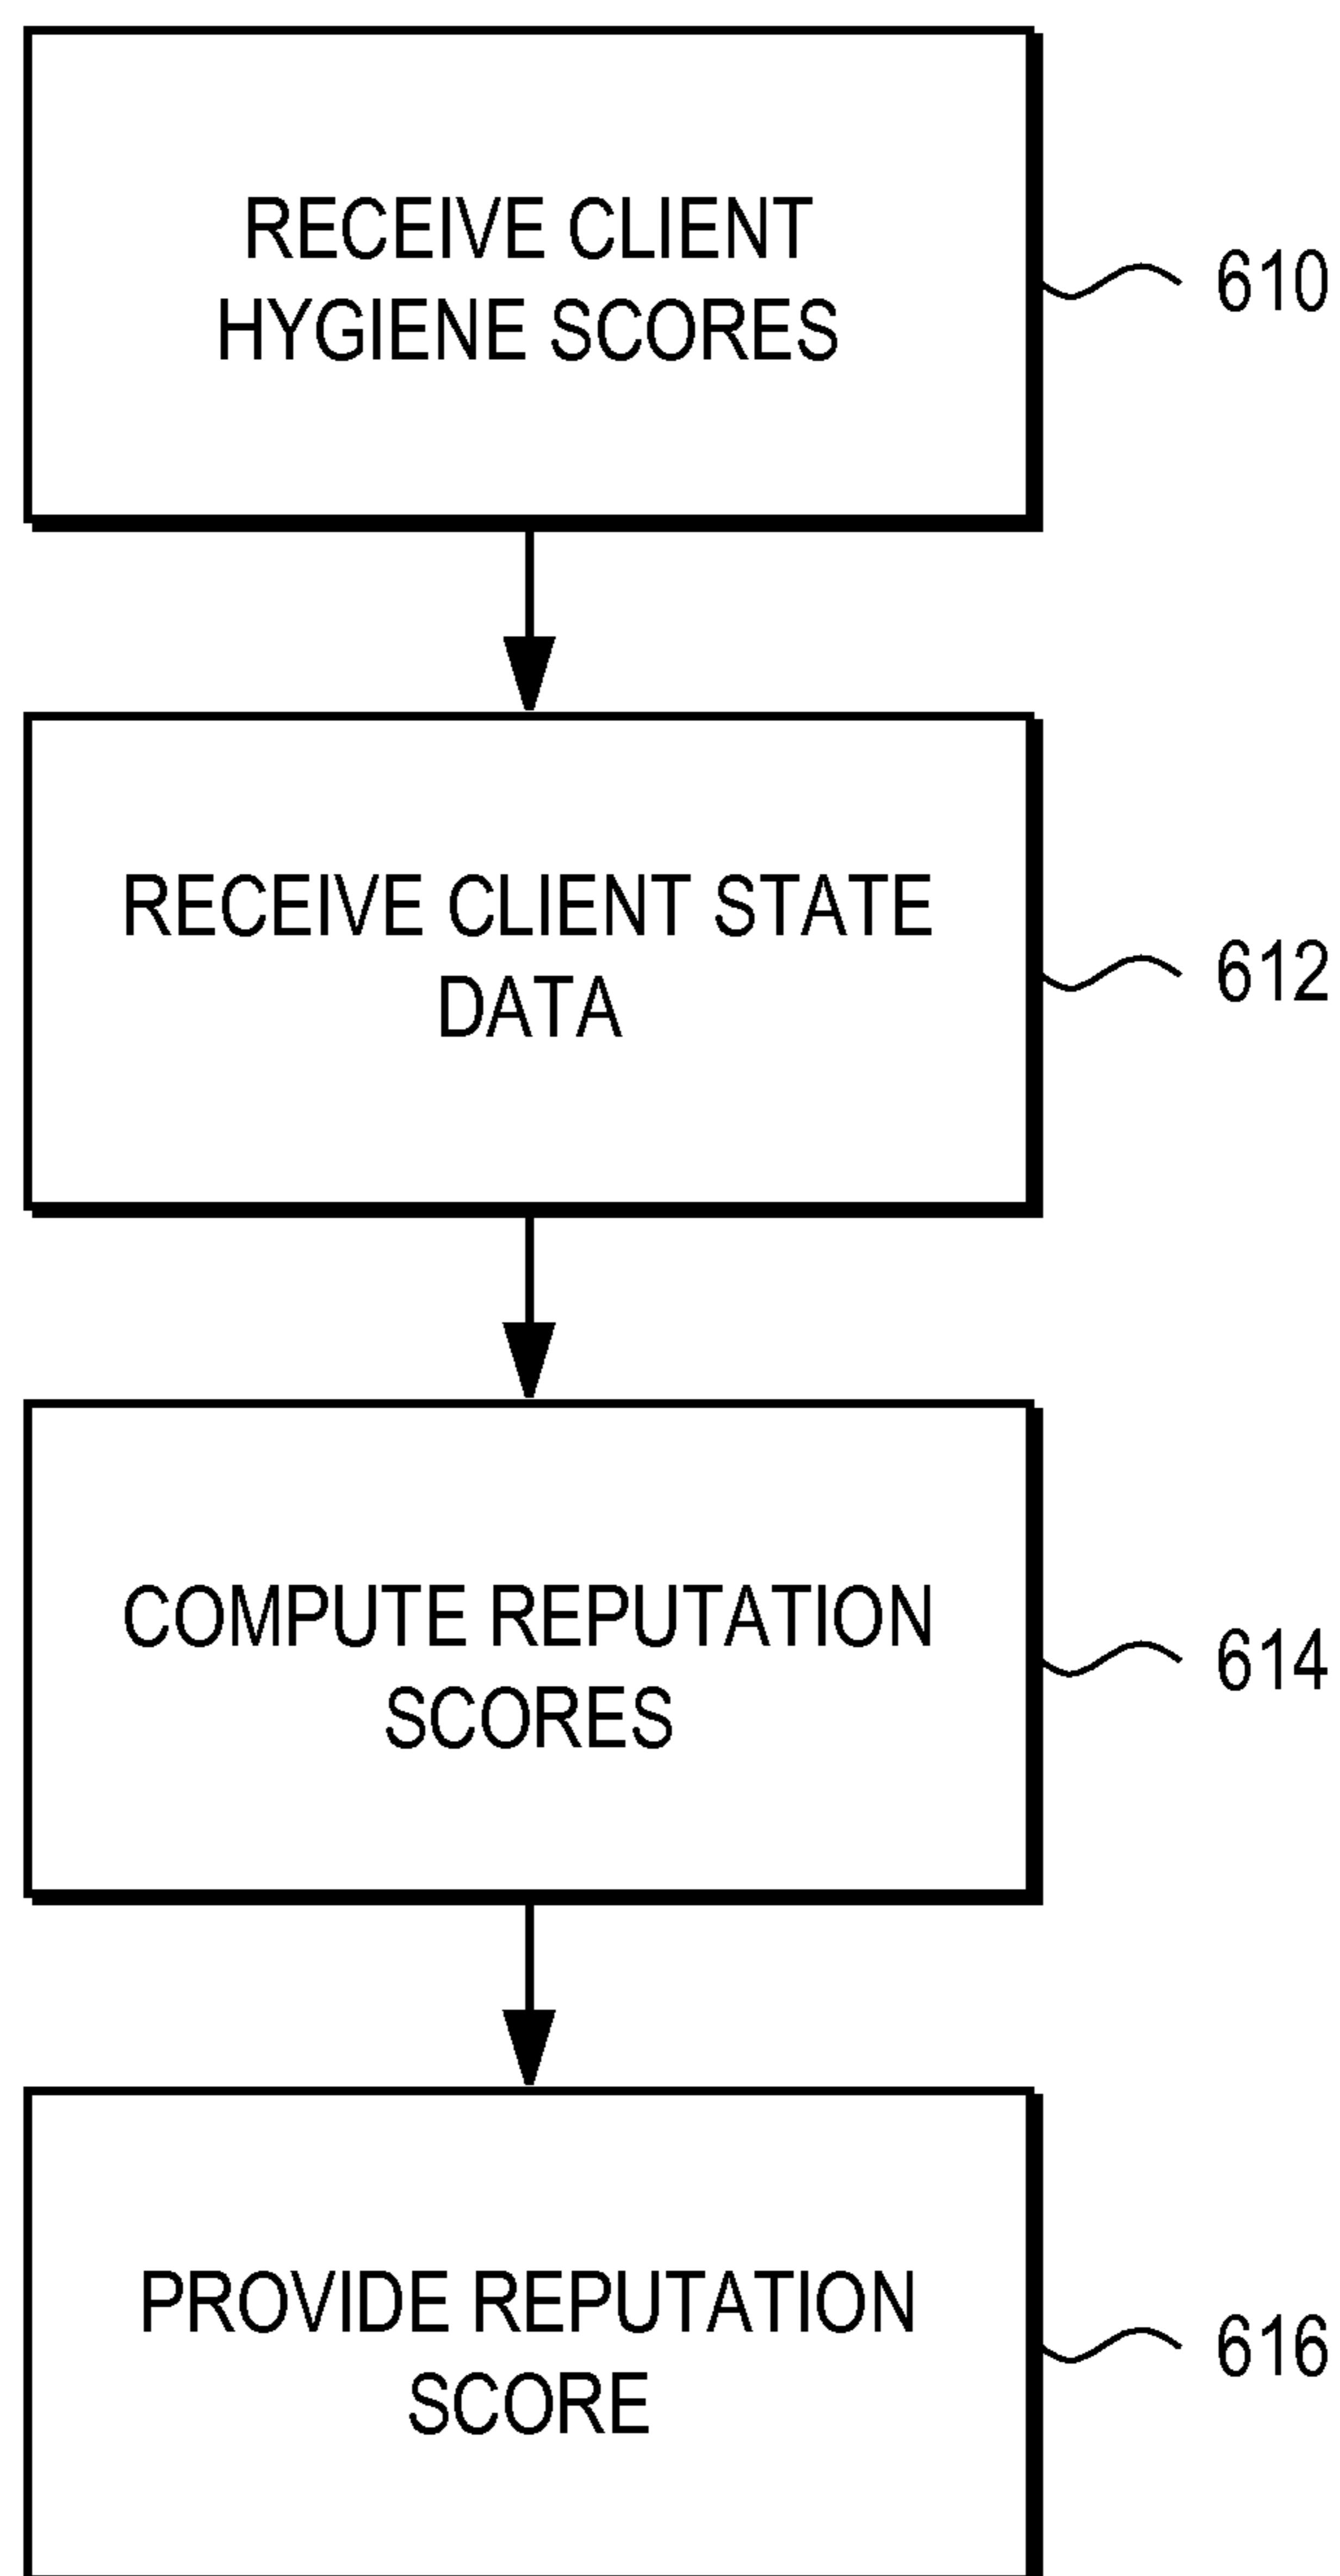 RECEIVE CLIENT
HYGIENE SCORES
610
RECEIVE CLIENT STATE
DATA
612
COMPUTE REPUTATION
SCORES
614
PROVIDE REPUTATION
SCORE
616